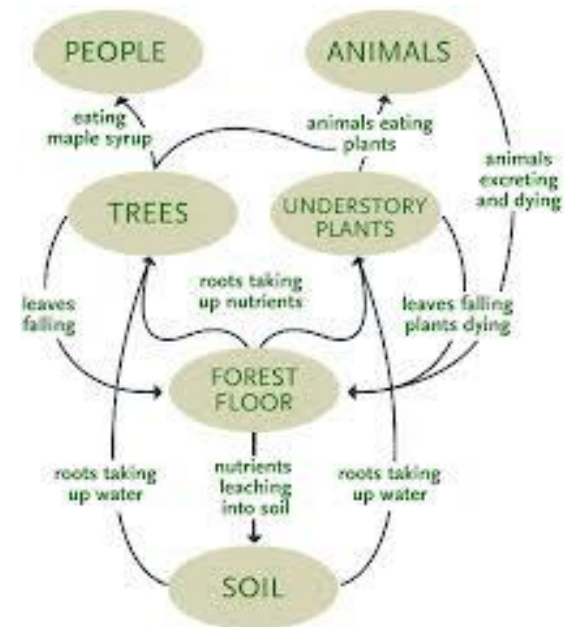 PEOPLE
ANIMALS
eating
maple syrup
animals eating
plants
animals
excreting
and dying
TREES
UNDERSTORY
PLANTS
roots taking
up nutrients
leaves
falling
leaves falling
plants dying
FOREST
FLOOR
roots taking
up water
nutrients
leaching
into soil
roots taking
up water
SOIL